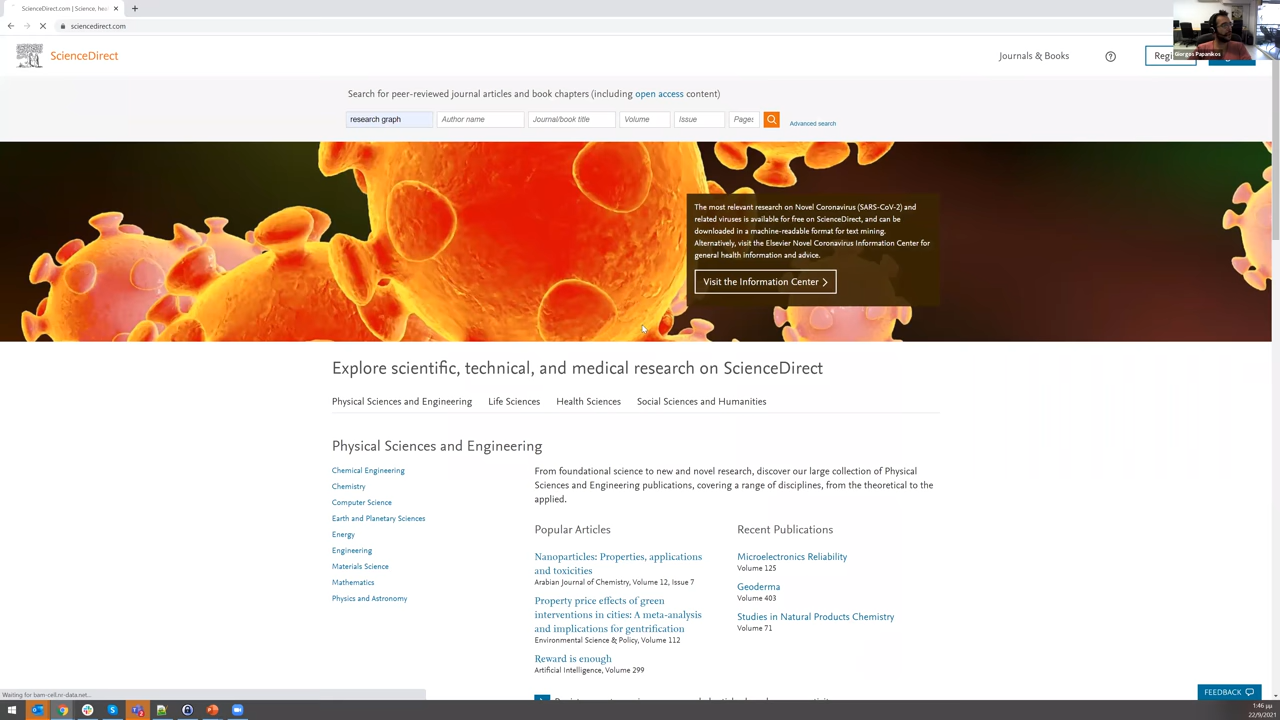 ScienceDirect.com | Science, hea
sciencedirect.com
Giorgos Papanikos
ScienceDirect
Journals & Books
Regi
Search for peer-reviewed journal articles and book chapters (including open access content)
research graph
Author name
Journal/book title
Volume
Issue
Pages
Advanced search
The most relevant research on Novel Coronavirus (SARS-CoV-2) and
related viruses is available for free on ScienceDirect, and can be
downloaded in a machine-readable format for text mining.
Alternatively, visit the Elsevier Novel Coronavirus Information Center for
general health information and advice.
Visit the Information Center
Explore scientific, technical, and medical research on ScienceDirect
Physical Sciences and Engineering
Life Sciences
Health Sciences
Social Sciences and Humanities
Physical Sciences and Engineering
Chemical Engineering
Chemistry
Computer Science
Earth and Planetary Sciences
Energy
Engineering
Materials Science
Mathematics
Physics and Astronomy
From foundational science to new and novel research, discover our large collection of Physical
Sciences and Engineering publications, covering a range of disciplines, from the theoretical to the
applied.
Popular Articles
Nanoparticles: Properties, applications
and toxicities
Arabian Journal of Chemistry, Volume 12, Issue 7
Property price effects of green
interventions in cities: A meta-analysis
and implications for gentrification
Environmental Science & Policy, Volume 112
Reward is enough
Artificial Intelligence, Volume 299
Recent Publications
Microelectronics Reliability
Volume 125
Geoderma
Volume 403
Studies in Natural Products Chemistry
Volume 71
FEEDBACK
Waiting for bam-cell.nr-data.net...
1:46 μμ
22/9/2021